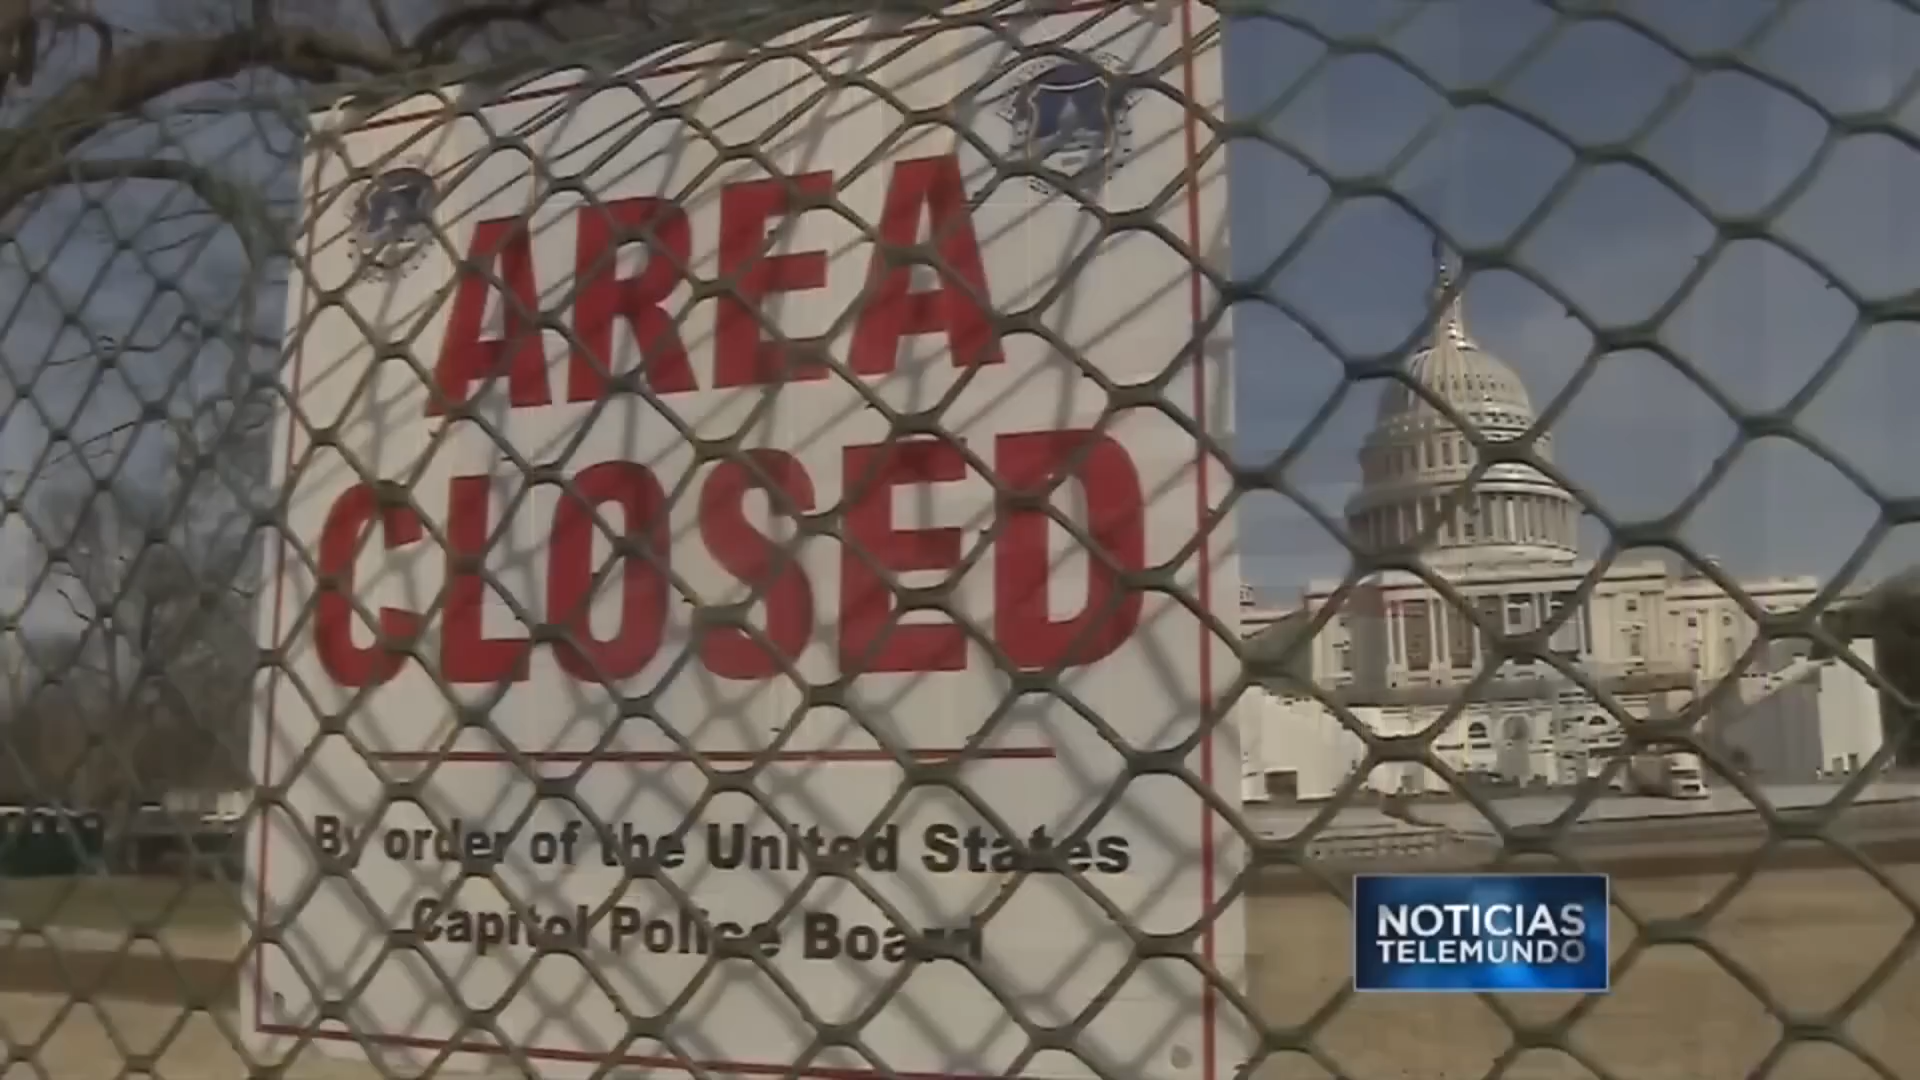 AREA
CLOSED
By order of the United States
Capitol Police Board
NOTICIAS
TELEMUNDO